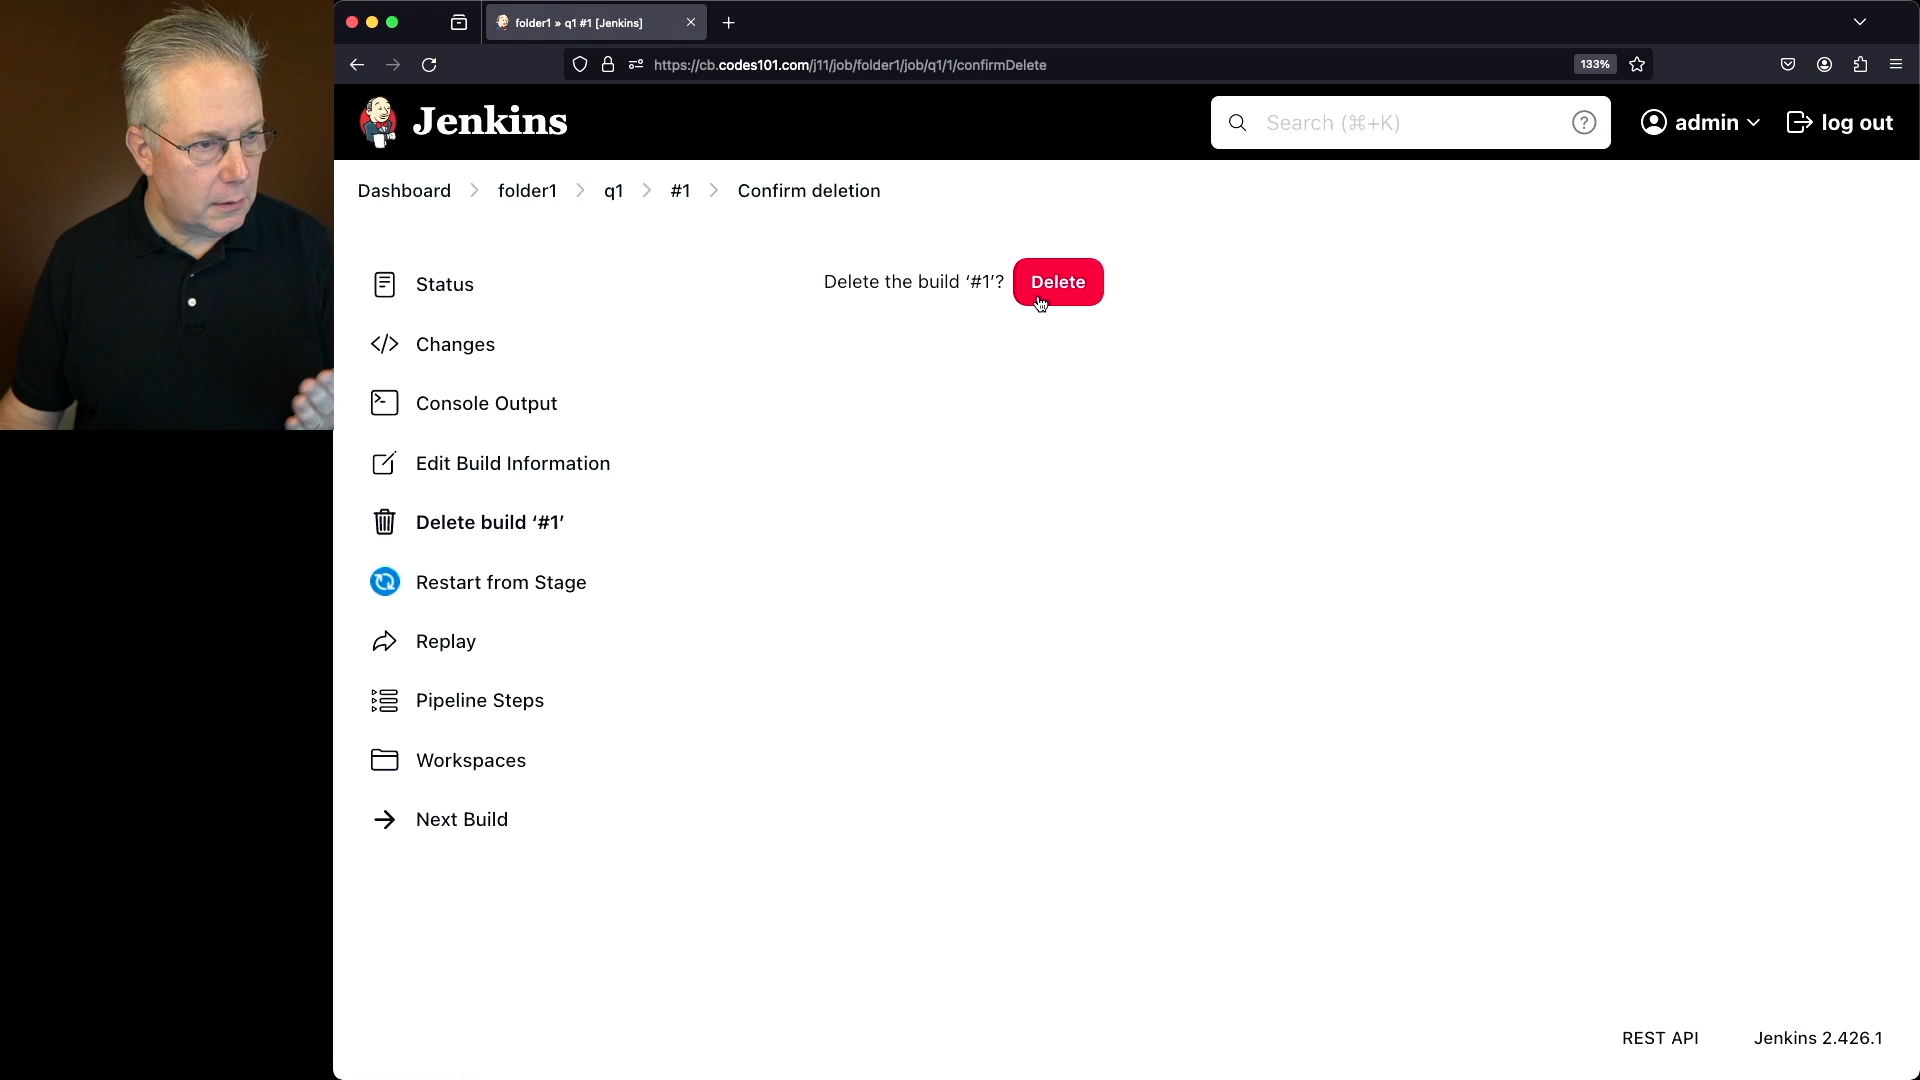 folder1 » q1 #1 [Jenkins]
https://cb.codes101.com/j11/job/folder1/job/q1/1/confirmDelete
133%
Jenkins
Search (⌘+K)
admin
log out
Dashboard
folder1
q1
#1
Confirm deletion
Status
Delete the build ‘#1’?
Delete
Changes
Console Output
Edit Build Information
Delete build ‘#1’
Restart from Stage
Replay
Pipeline Steps
Workspaces
Next Build
REST API
Jenkins 2.426.1